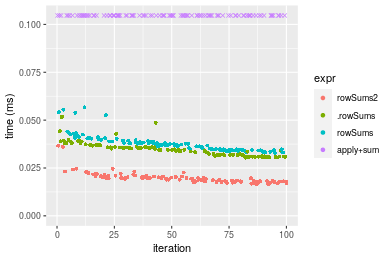 0.100
0.075
0.050
0.025
0.000
time (ms)
0
25
50
75
100
iteration
expr
rowSums2
.rowSums
rowSums
apply+sum